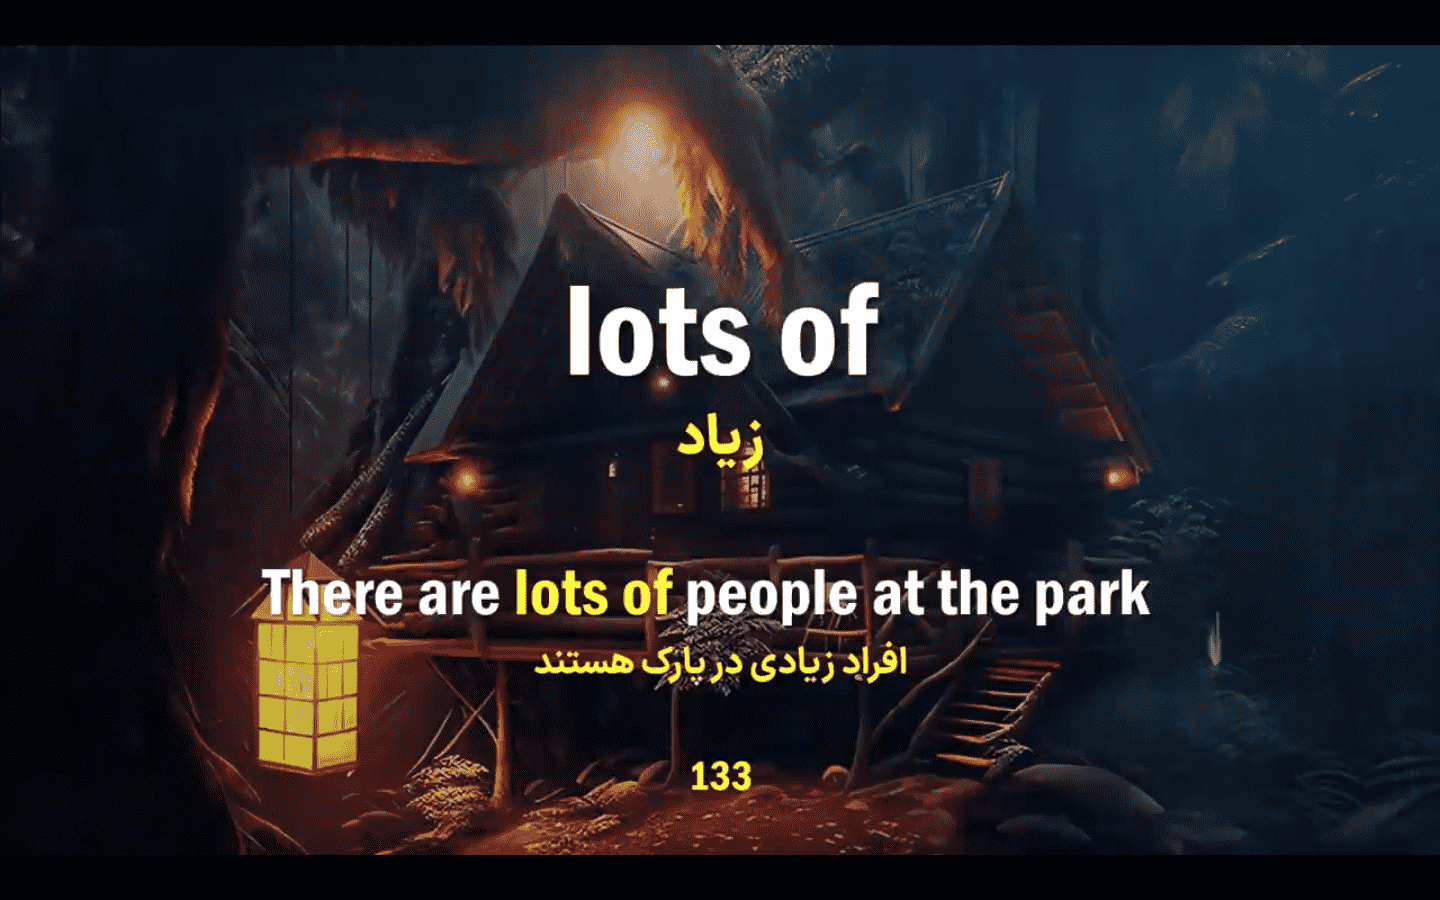 lots of
زیاد
There are lots of people at the park
افراد زیادی در پارک هستند
133